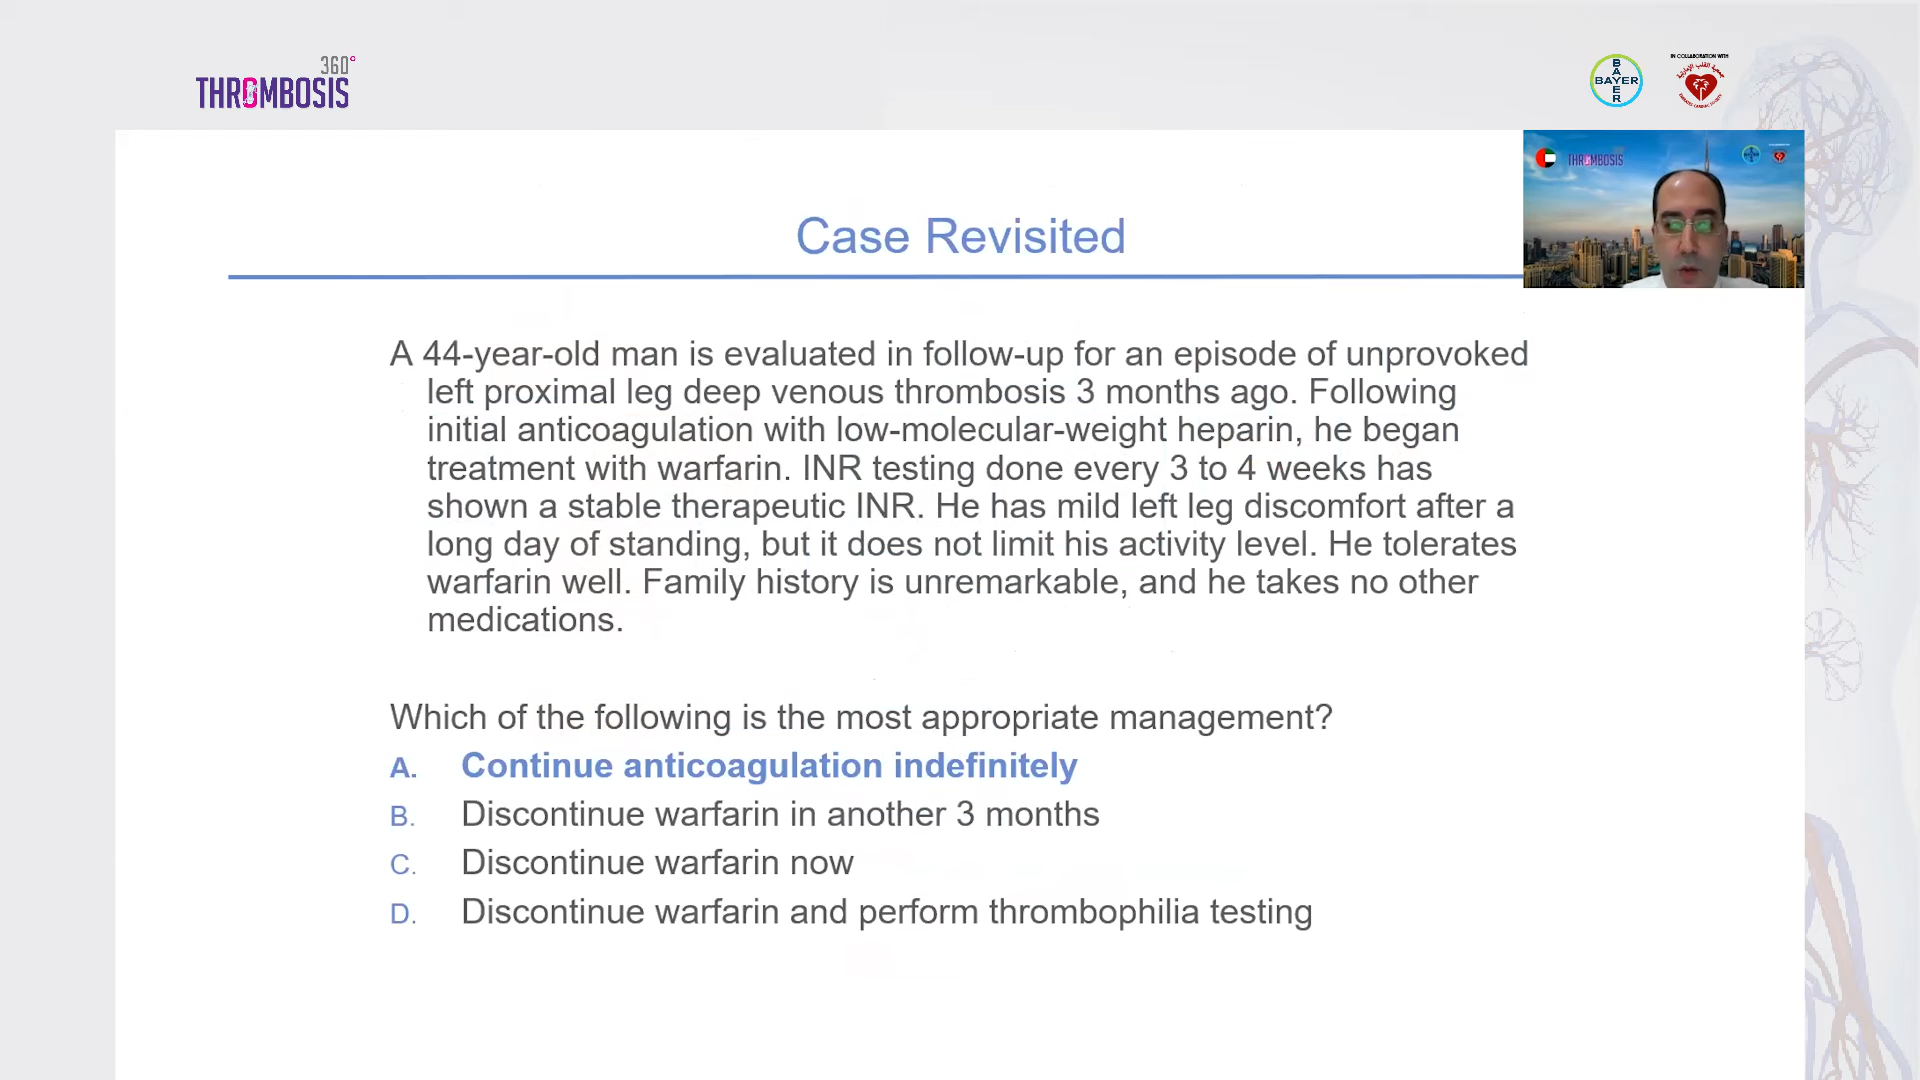 360°
THROMBOSIS
BAYER
BAYER
IN COLLABORATION WITH
THROMBOSIS
Case Revisited
A 44-year-old man is evaluated in follow-up for an episode of unprovoked
left proximal leg deep venous thrombosis 3 months ago. Following
initial anticoagulation with low-molecular-weight heparin, he began
treatment with warfarin. INR testing done every 3 to 4 weeks has
shown a stable therapeutic INR. He has mild left leg discomfort after a
long day of standing, but it does not limit his activity level. He tolerates
warfarin well. Family history is unremarkable, and he takes no other
medications.
Which of the following is the most appropriate management?
A. Continue anticoagulation indefinitely
B. Discontinue warfarin in another 3 months
C. Discontinue warfarin now
D. Discontinue warfarin and perform thrombophilia testing